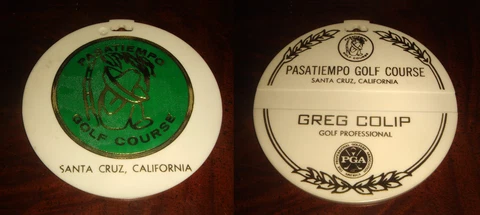 PASATIEMPO
GOLF COURSE
SANTA CRUZ, CALIFORNIA
PASATIEMPO GOLF COURSE
SANTA CRUZ, CALIFORNIA
GREG COLIP
GOLF PROFESSIONAL
PGA